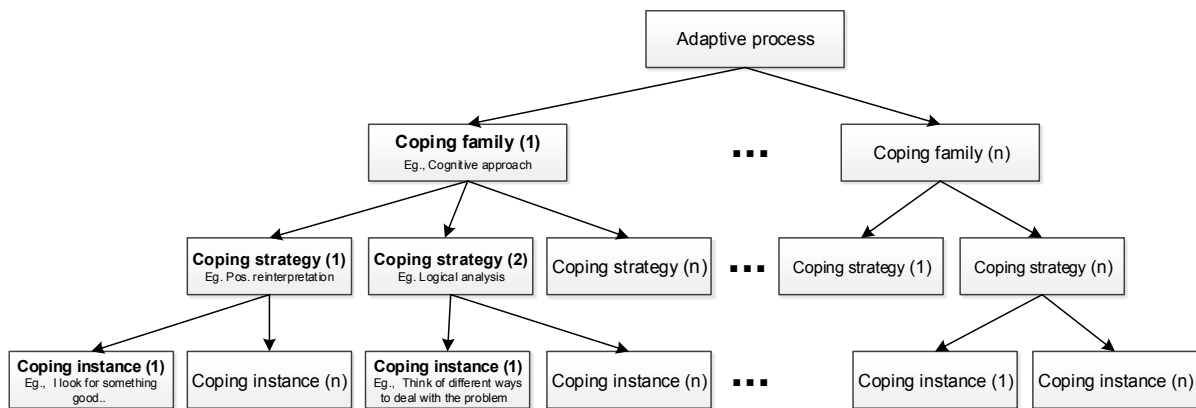 Adaptive process
Coping family (1)
Eg., Cognitive approach
...
Coping family (n)
Coping strategy (1)
Eg. Pos. reinterpretation
Coping strategy (2)
Eg. Logical analysis
Coping strategy (n)
...
Coping strategy (1)
Coping strategy (n)
Coping instance (1)
Eg., I look for something
good..
Coping instance (n)
Coping instance (1)
Eg., Think of different ways
to deal with the problem
Coping instance (n)
...
Coping instance (1)
Coping instance (n)